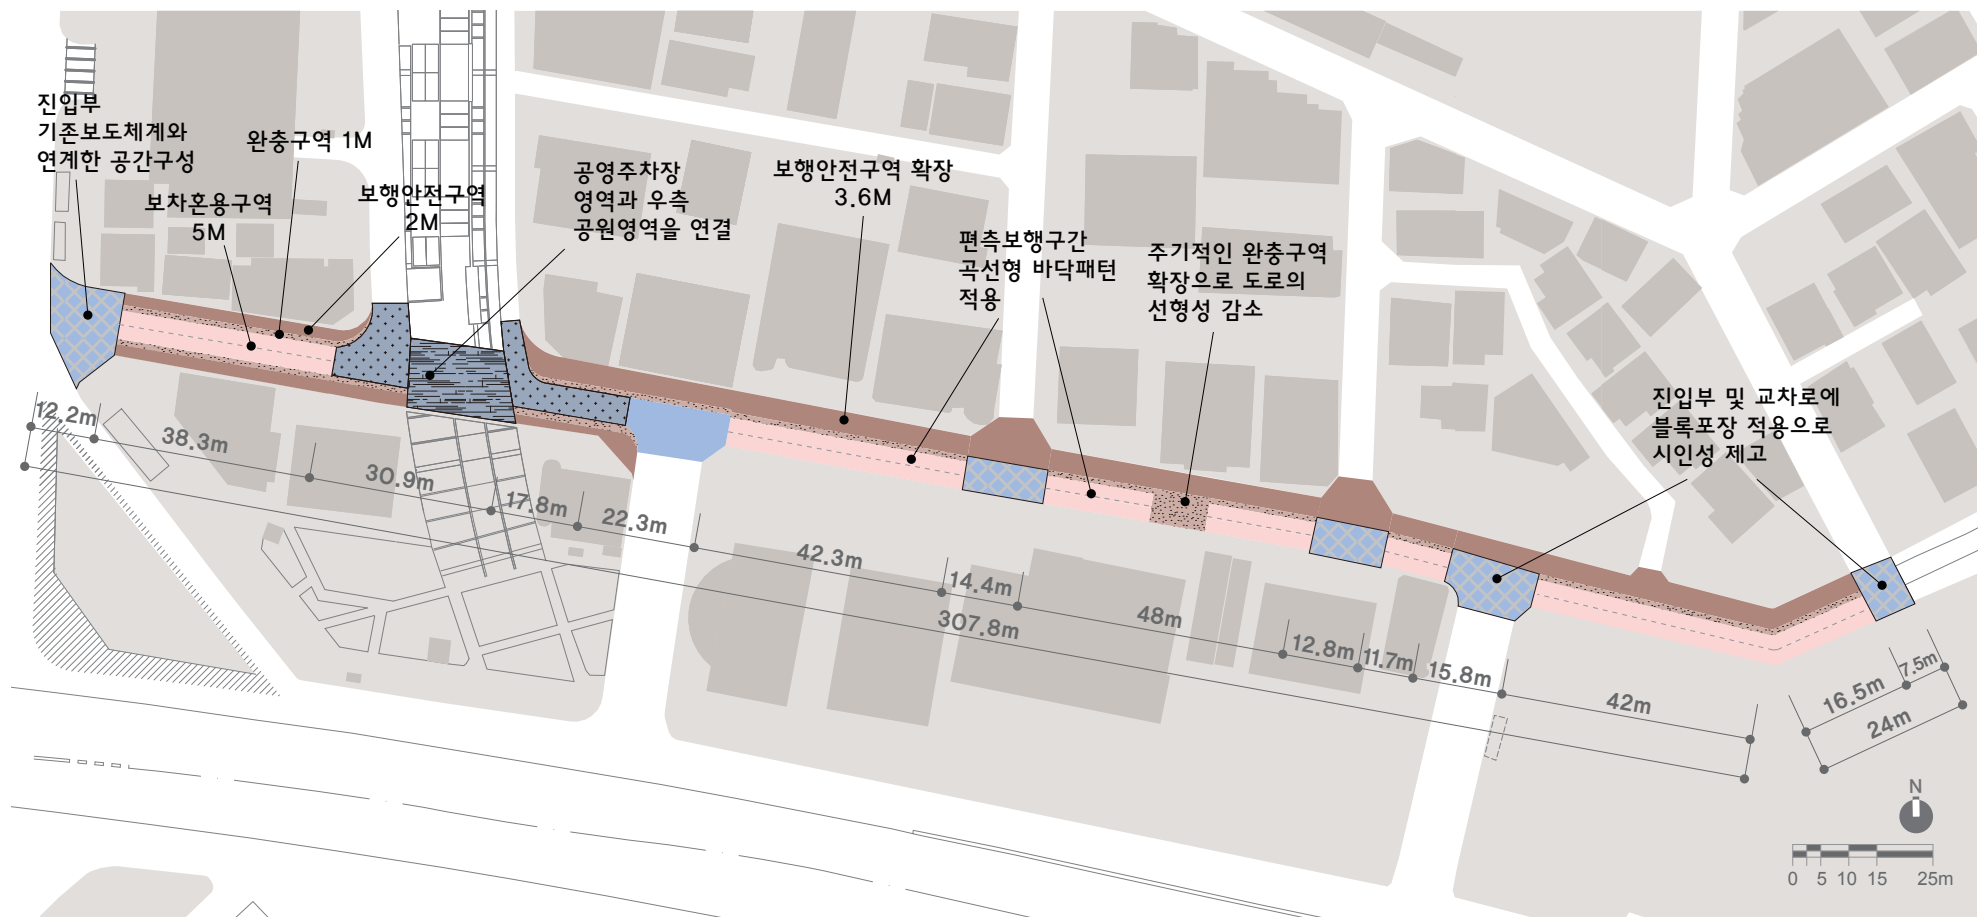 진입부
기존보도체계와
연계한 공간구성
완충구역 1M
보차혼용구역
5M
보행안전구역
2M
공영주차장
영역과 우측
공원영역을 연결
보행안전구역 확장
3.6M
편측보행구간
곡선형 바닥패턴
적용
주기적인 완충구역
확장으로 도로의
선형성 감소
진입부 및 교차로에
블록포장 적용으로
시인성 제고
12.2m
38.3m
30.9m
17.8m
22.3m
42.3m
14.4m
48m
307.8m
12.8m
11.7m
15.8m
42m
16.5m
7.5m
24m
N
0 5 10 15 25m